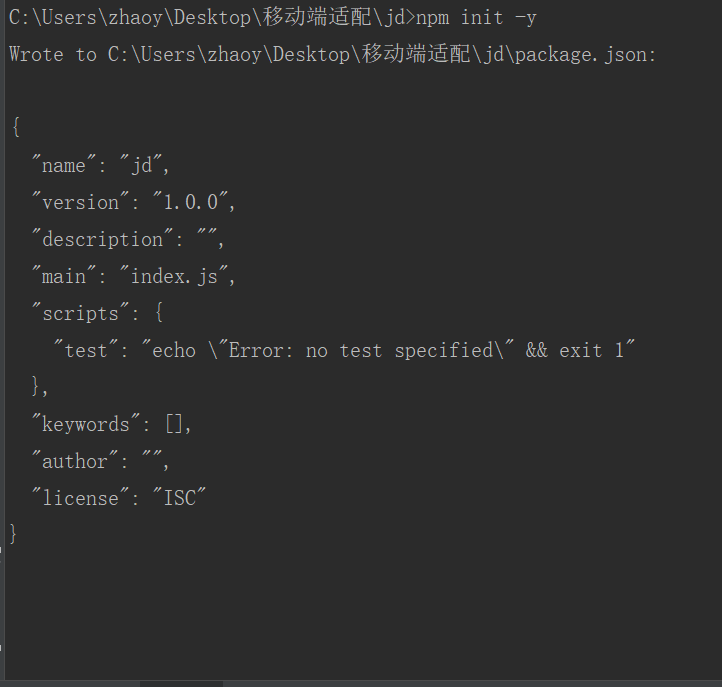 C:\Users\zhaoy\Desktop\移动端适配\jd>npm init -y
Wrote to C:\Users\zhaoy\Desktop\移动端适配\jd\package.json:
{
"name": "jd",
"version": "1.0.0",
"description": "",
"main": "index.js",
"scripts": {
"test": "echo \"Error: no test specified\" && exit 1"
},
"keywords": [],
"author": "",
"license": "ISC"
}